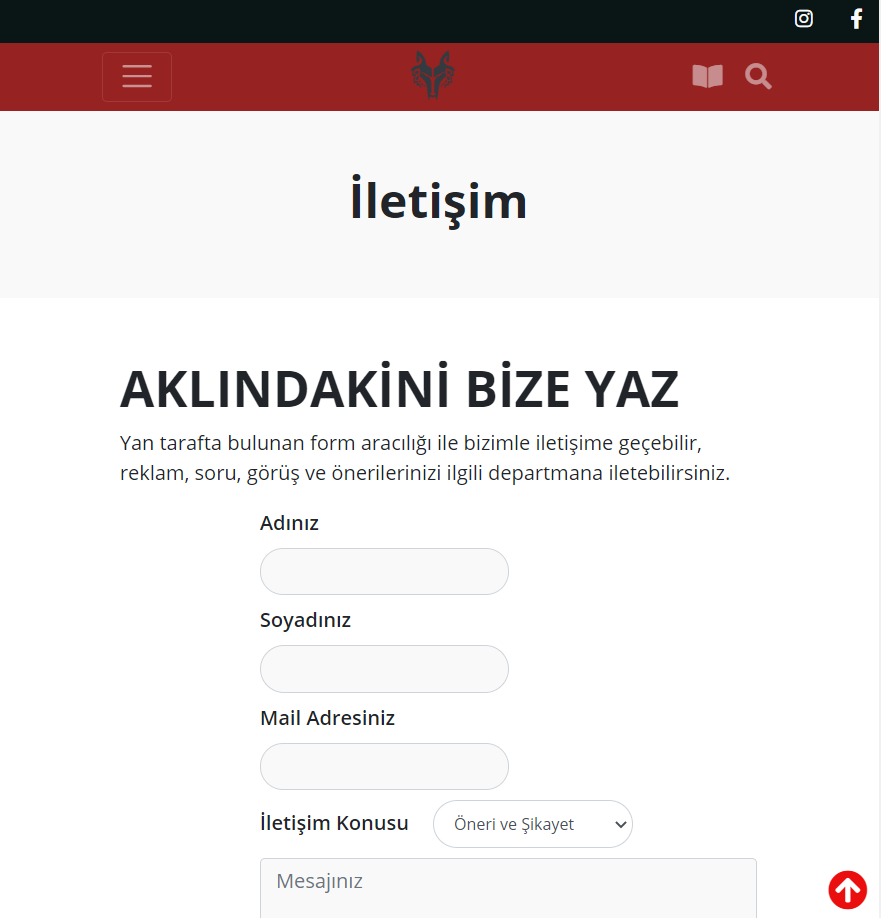 İletişim
AKLINDAKİNİ BİZE YAZ
Yan tarafta bulunan form aracılığı ile bizimle iletişime geçebilir,
reklam, soru, görüş ve önerilerinizi ilgili departmana iletebilirsiniz.
Adınız
Soyadınız
Mail Adresiniz
İletişim Konusu
Öneri ve Şikayet
Mesajınız